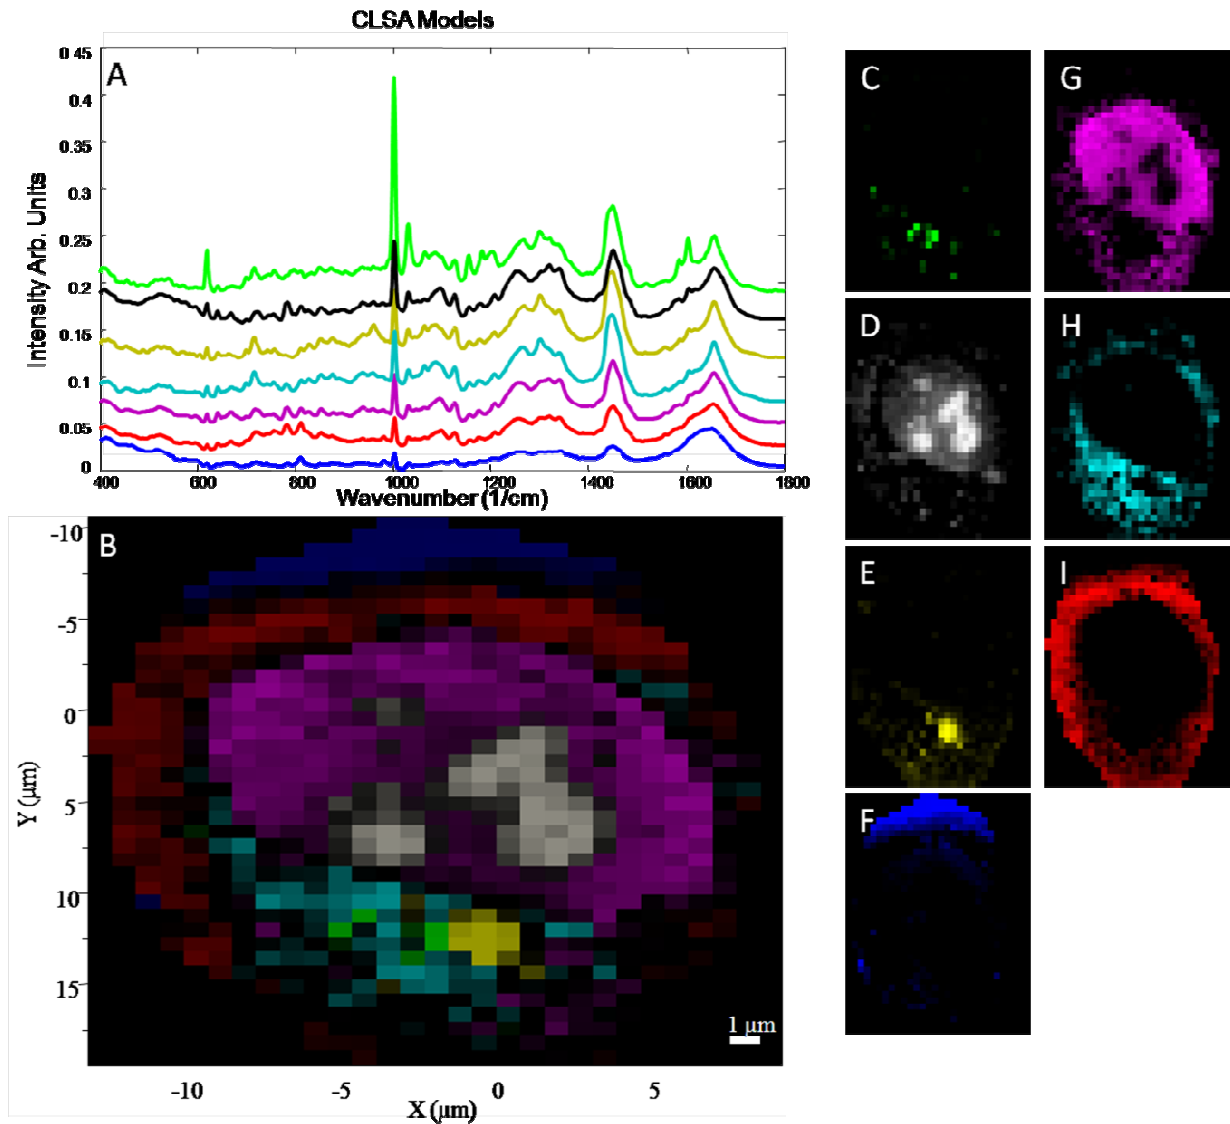 CLSA Models
A
0.45
0.4
0.35
0.3
0.25
0.2
0.15
0.1
0.05
0
Intensity Arb. Units
400 600 800 1000 1200 1400 1600 1800
Wavenumber (1/cm)
B
-10
-5
0
5
10
15
Y (µm)
1 µm
-10 -5 0 5
X (µm)
C
G
D
H
E
I
F